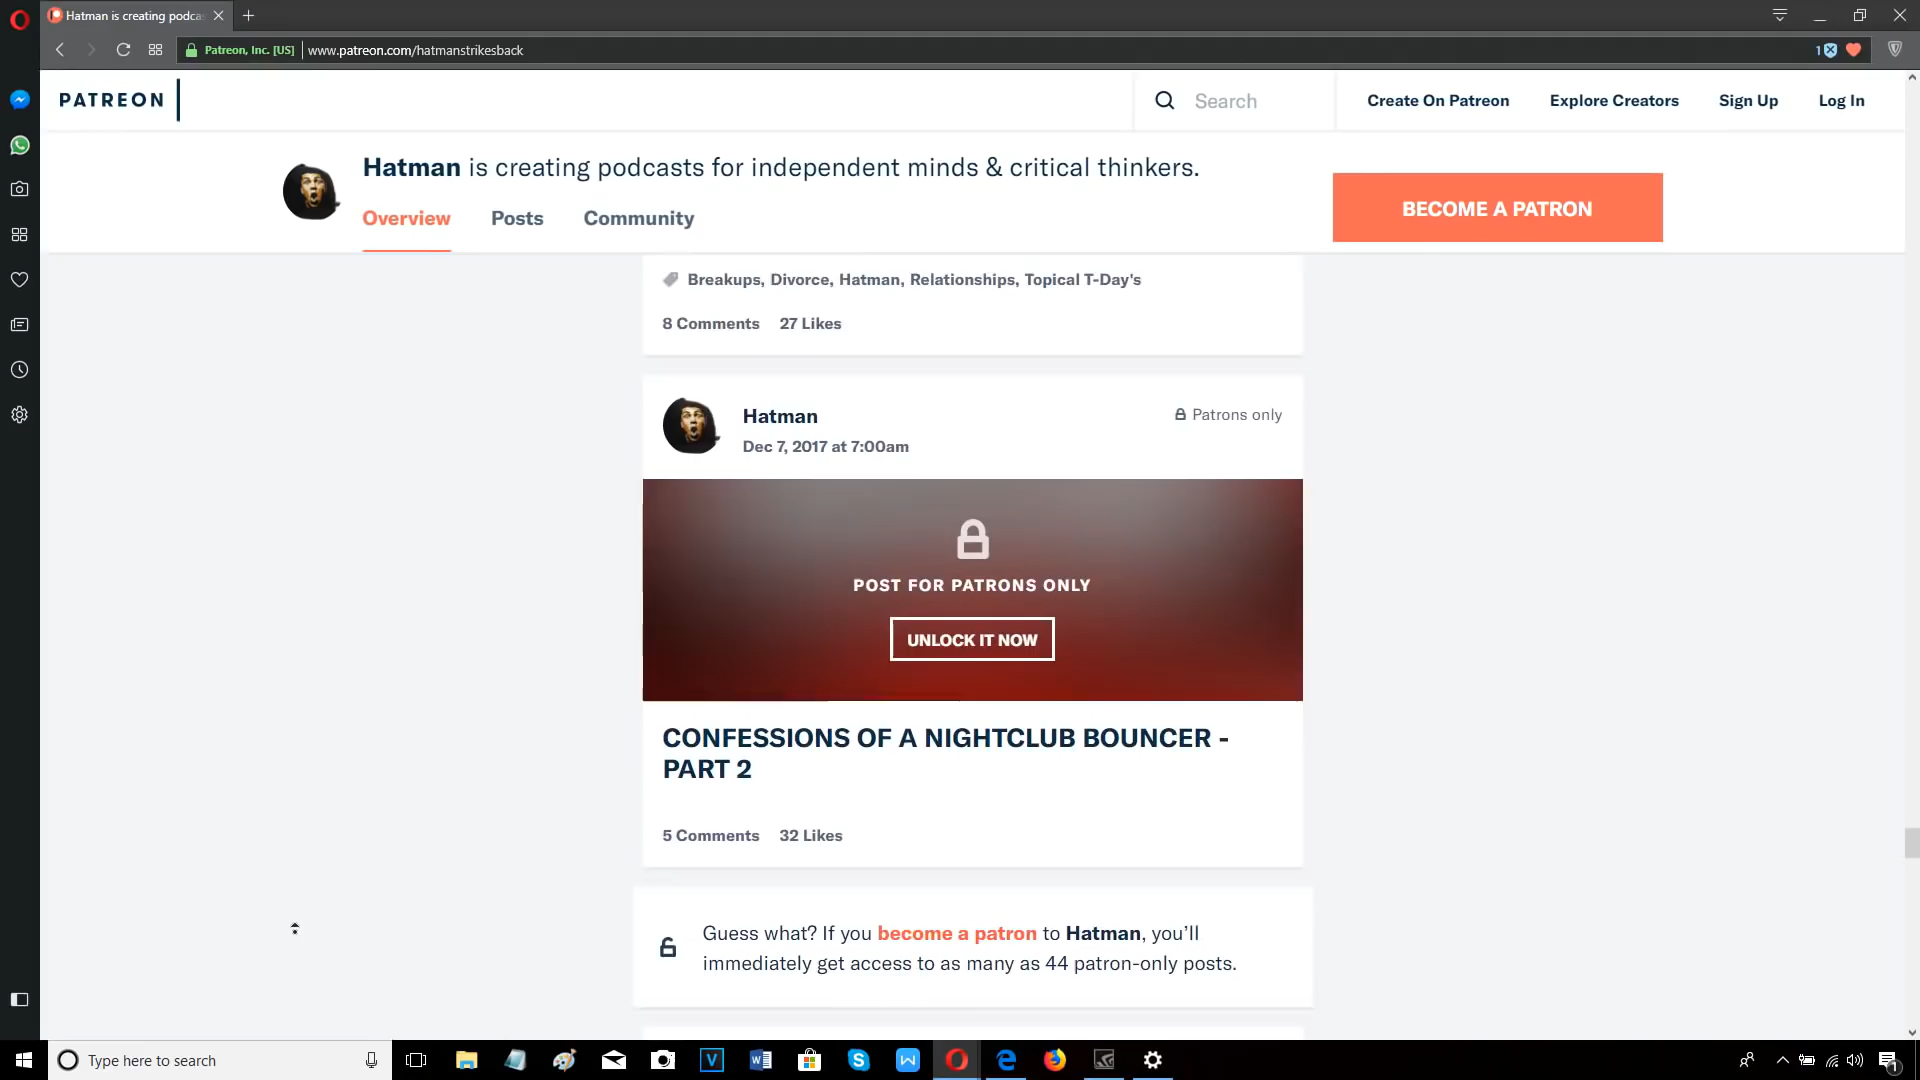 Hatman is creating podca
Patreon, Inc. [US]
www.patreon.com/hatmanstrikesback
1
PATREON
Search
Create On Patreon
Explore Creators
Sign Up
Log In
Hatman is creating podcasts for independent minds & critical thinkers.
Overview
Posts
Community
BECOME A PATRON
Breakups, Divorce, Hatman, Relationships, Topical T-Day's
8 Comments
27 Likes
Hatman
Patrons only
Dec 7, 2017 at 7:00am
POST FOR PATRONS ONLY
UNLOCK IT NOW
CONFESSIONS OF A NIGHTCLUB BOUNCER -
PART 2
5 Comments
32 Likes
Guess what? If you become a patron to Hatman, you'll
immediately get access to as many as 44 patron-only posts.
Type here to search
1